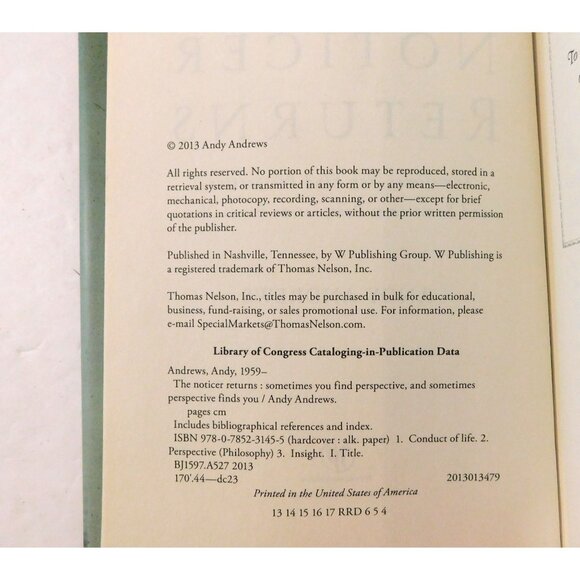 NOTICER
RETURNS
To
© 2013 Andy Andrews
All rights reserved. No portion of this book may be reproduced, stored in a
retrieval system, or transmitted in any form or by any means—electronic,
mechanical, photocopy, recording, scanning, or other—except for brief
quotations in critical reviews or articles, without the prior written permission
of the publisher.
Published in Nashville, Tennessee, by W Publishing Group. W Publishing is
a registered trademark of Thomas Nelson, Inc.
Thomas Nelson, Inc., titles may be purchased in bulk for educational,
business, fund-raising, or sales promotional use. For information, please
e-mail SpecialMarkets@ThomasNelson.com.
Library of Congress Cataloging-in-Publication Data
Andrews, Andy, 1959–
The noticer returns : sometimes you find perspective, and sometimes
perspective finds you / Andy Andrews.
pages cm
Includes bibliographical references and index.
ISBN 978-0-7852-3145-5 (hardcover : alk. paper) 1. Conduct of life. 2.
Perspective (Philosophy) 3. Insight. I. Title.
BJ1597.A527 2013
170'.44—dc23 2013013479
Printed in the United States of America
13 14 15 16 17 RRD 6 5 4